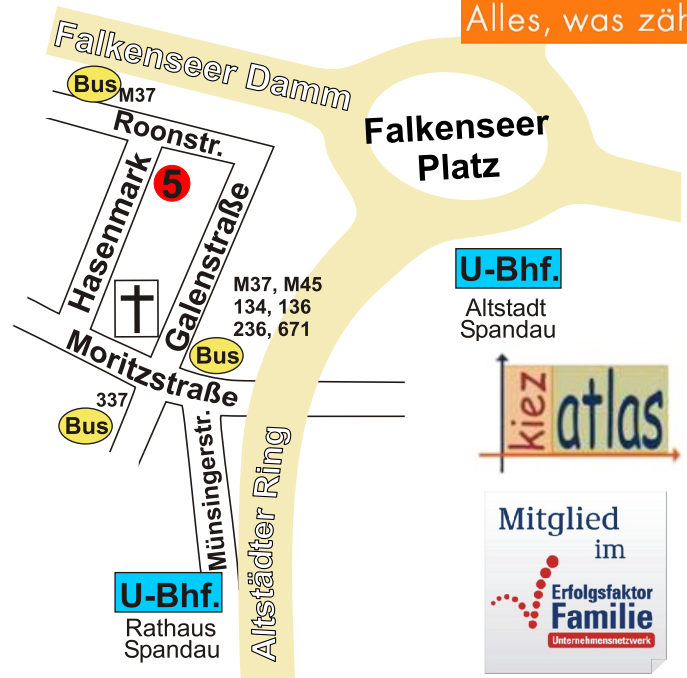 Alles, was zäh
Falkenseer Damm
Bus
M37
Roonstr.
Falkenseer
Platz
Hasenmark
5
Galenstraße
M37, M45
134, 136
236, 671
Bus
U-Bhf.
Altstadt
Spandau
Moritzstraße
337
Bus
Münsingerstr.
Altstädter Ring
kiez
atlas
Mitglied
im
Erfolgsfaktor
Familie
Unternehmensnetzwerk
U-Bhf.
Rathaus
Spandau